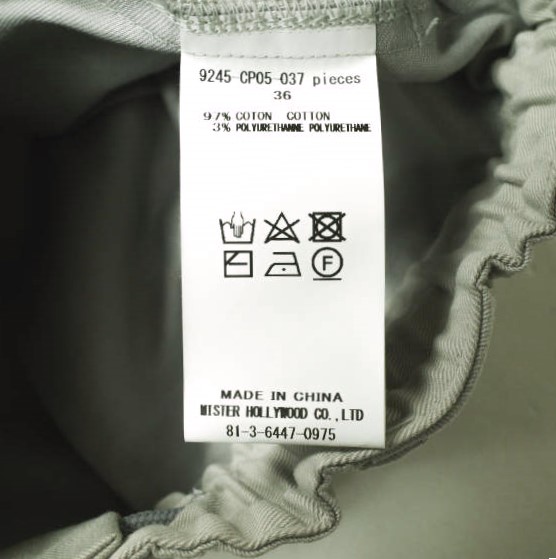 9245-CP05-037 pieces
36
97% COTON COTTON
3% POLYURETHANNE POLYURETHANE
F
MADE IN CHINA
MISTER HOLLYWOOD CO.,LTD
81-3-6447-0975